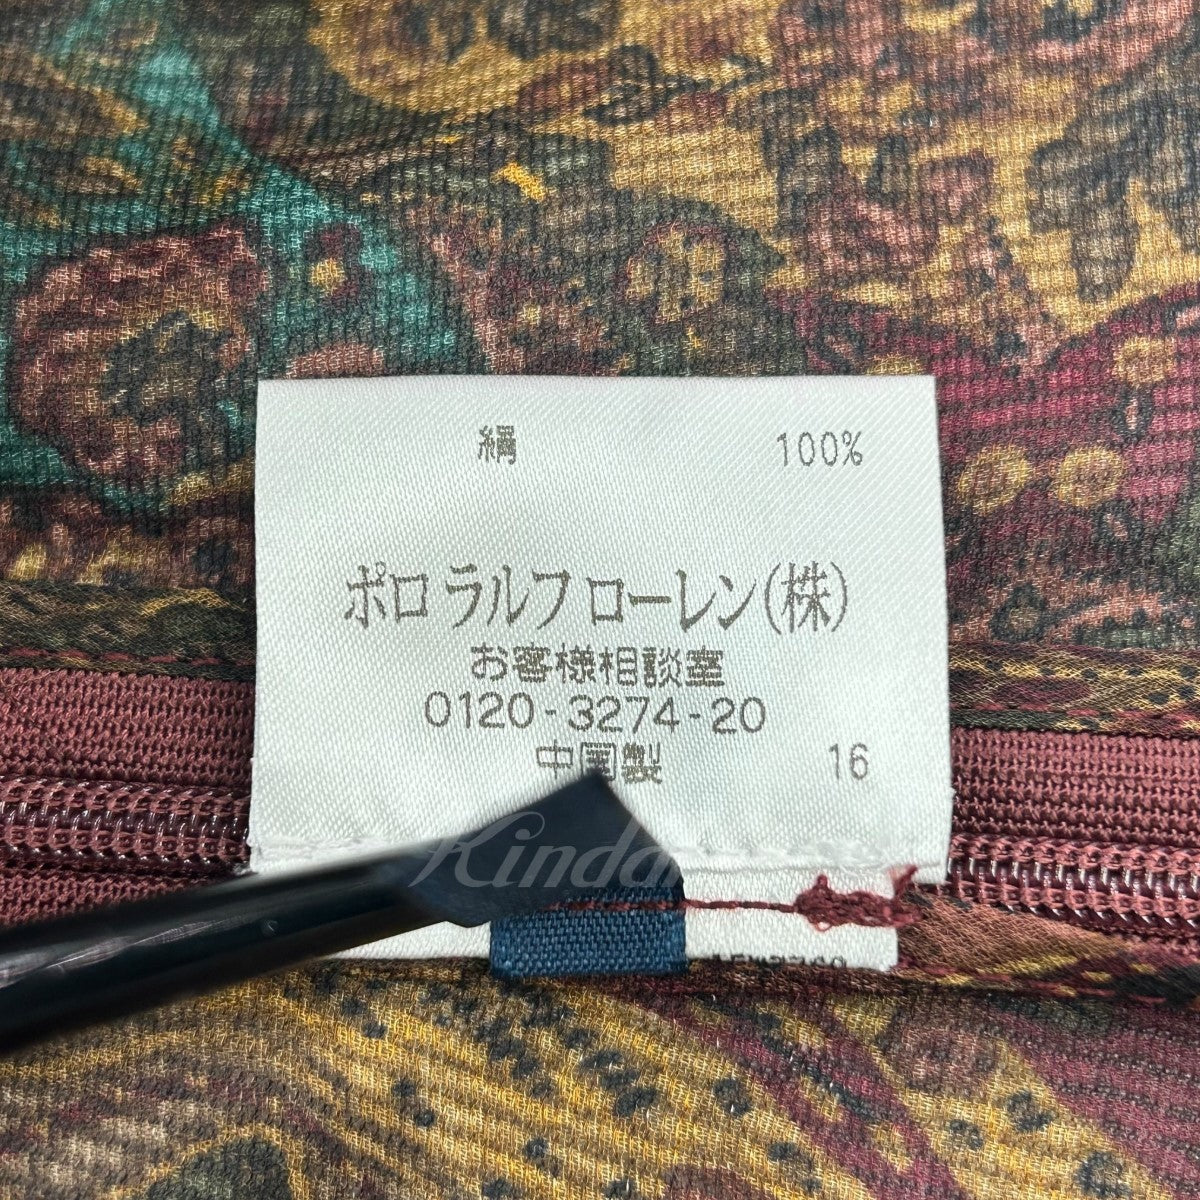 絹 100%
ポロ ラルフ ローレン(株)
お客様相談室
0120-3274-20
中国製 16